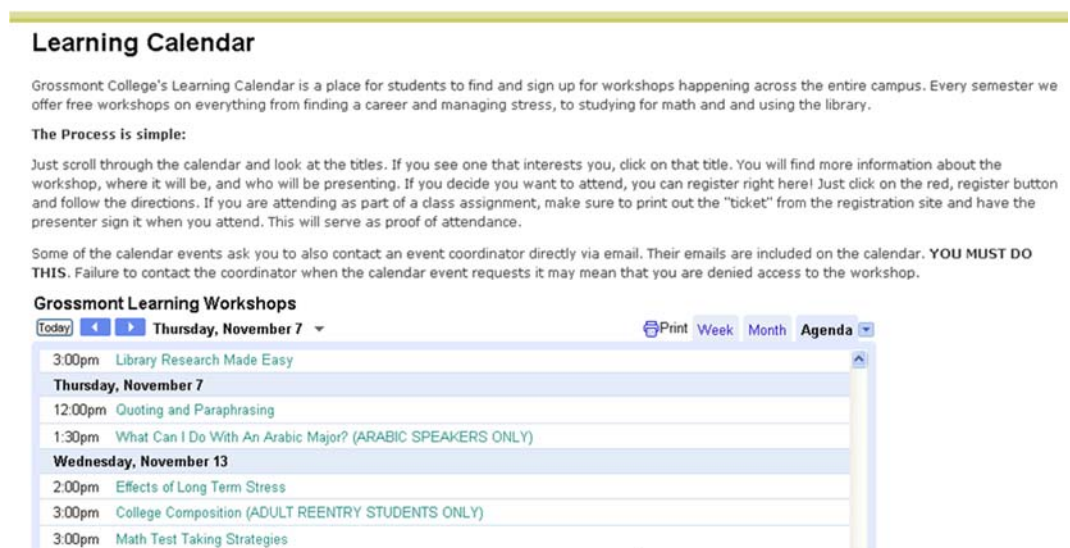 Learning Calendar
Grossmont College's Learning Calendar is a place for students to find and sign up for workshops happening across the entire campus. Every semester we
offer free workshops on everything from finding a career and managing stress, to studying for math and and using the library.
The Process is simple:
Just scroll through the calendar and look at the titles. If you see one that interests you, click on that title. You will find more information about the
workshop, where it will be, and who will be presenting. If you decide you want to attend, you can register right here! Just click on the red, register button
and follow the directions. If you are attending as part of a class assignment, make sure to print out the "ticket" from the registration site and have the
presenter sign it when you attend. This will serve as proof of attendance.
Some of the calendar events ask you to also contact an event coordinator directly via email. Their emails are included on the calendar. YOU MUST DO
THIS. Failure to contact the coordinator when the calendar event requests it may mean that you are denied access to the workshop.
Grossmont Learning Workshops
Today Thursday, November 7 Print Week Month Agenda
3:00pm Library Research Made Easy
Thursday, November 7
12:00pm Quoting and Paraphrasing
1:30pm What Can I Do With An Arabic Major? (ARABIC SPEAKERS ONLY)
Wednesday, November 13
2:00pm Effects of Long Term Stress
3:00pm College Composition (ADULT REENTRY STUDENTS ONLY)
3:00pm Math Test Taking Strategies